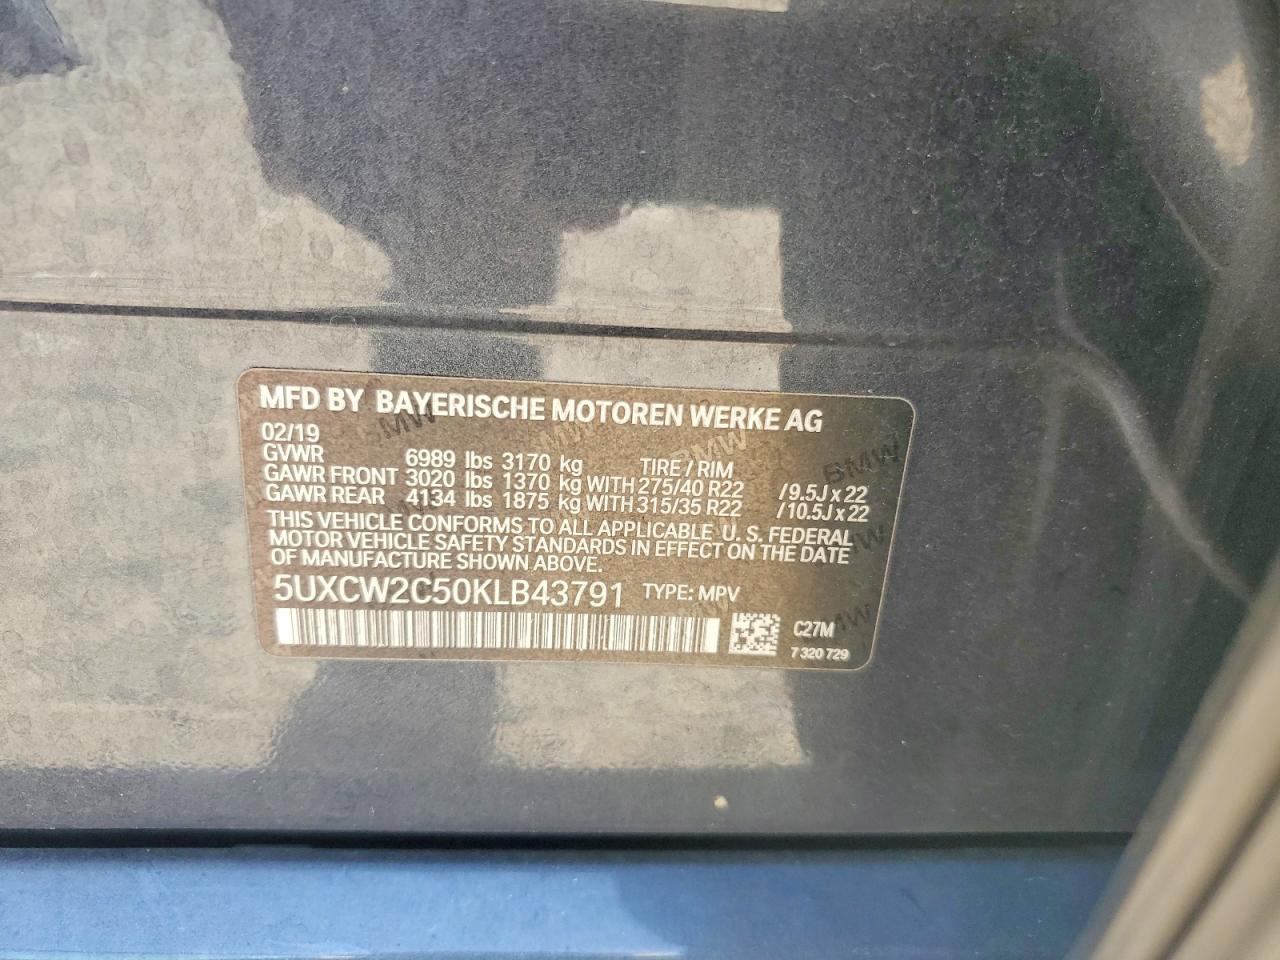 MFD BY BAYERISCHE MOTOREN WERKE AG
02/19
GVWR 6989 lbs 3170 kg TIRE / RIM
GAWR FRONT 3020 lbs 1370 kg WITH 275/40 R22 /9.5J x 22
GAWR REAR 4134 lbs 1875 kg WITH 315/35 R22 /10.5J x 22
THIS VEHICLE CONFORMS TO ALL APPLICABLE U. S. FEDERAL
MOTOR VEHICLE SAFETY STANDARDS IN EFFECT ON THE DATE
OF MANUFACTURE SHOWN ABOVE.
5UXCW2C50KLB43791 TYPE: MPV
C27M
7 320 729